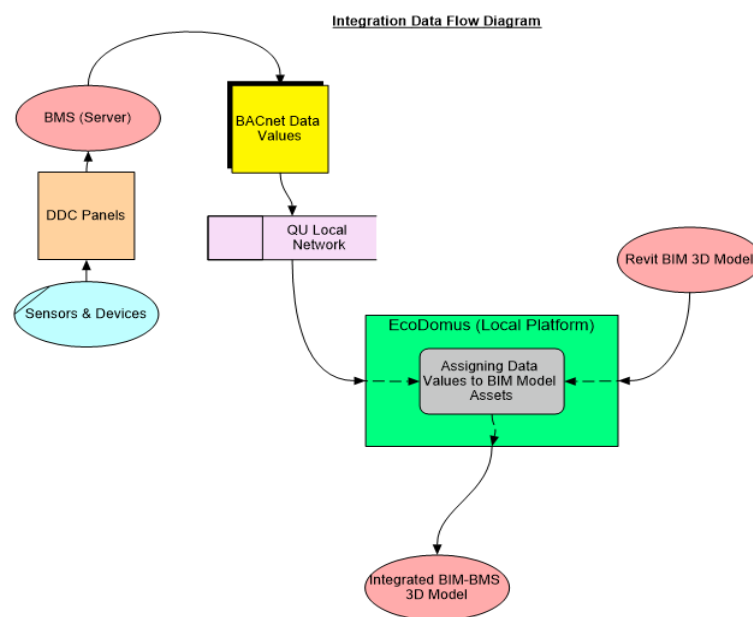 Integration Data Flow Diagram
BMS (Server)
BACnet Data
Values
DDC Panels
QU Local
Network
Sensors & Devices
Revit BIM 3D Model
EcoDomus (Local Platform)
Assigning Data
Values to BIM Model
Assets
Integrated BIM-BMS
3D Model